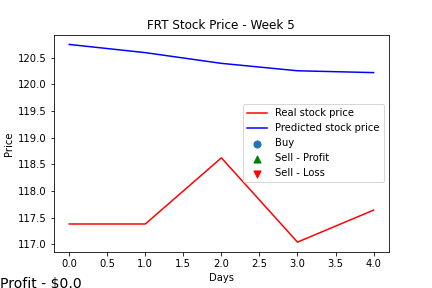 FRT Stock Price - Week 5
Price
120.5
120.0
119.5
119.0
118.5
118.0
117.5
117.0
Real stock price
Predicted stock price
Buy
Sell - Profit
Sell - Loss
0.0 0.5 1.0 1.5 2.0 2.5 3.0 3.5 4.0
Days
Profit - $0.0